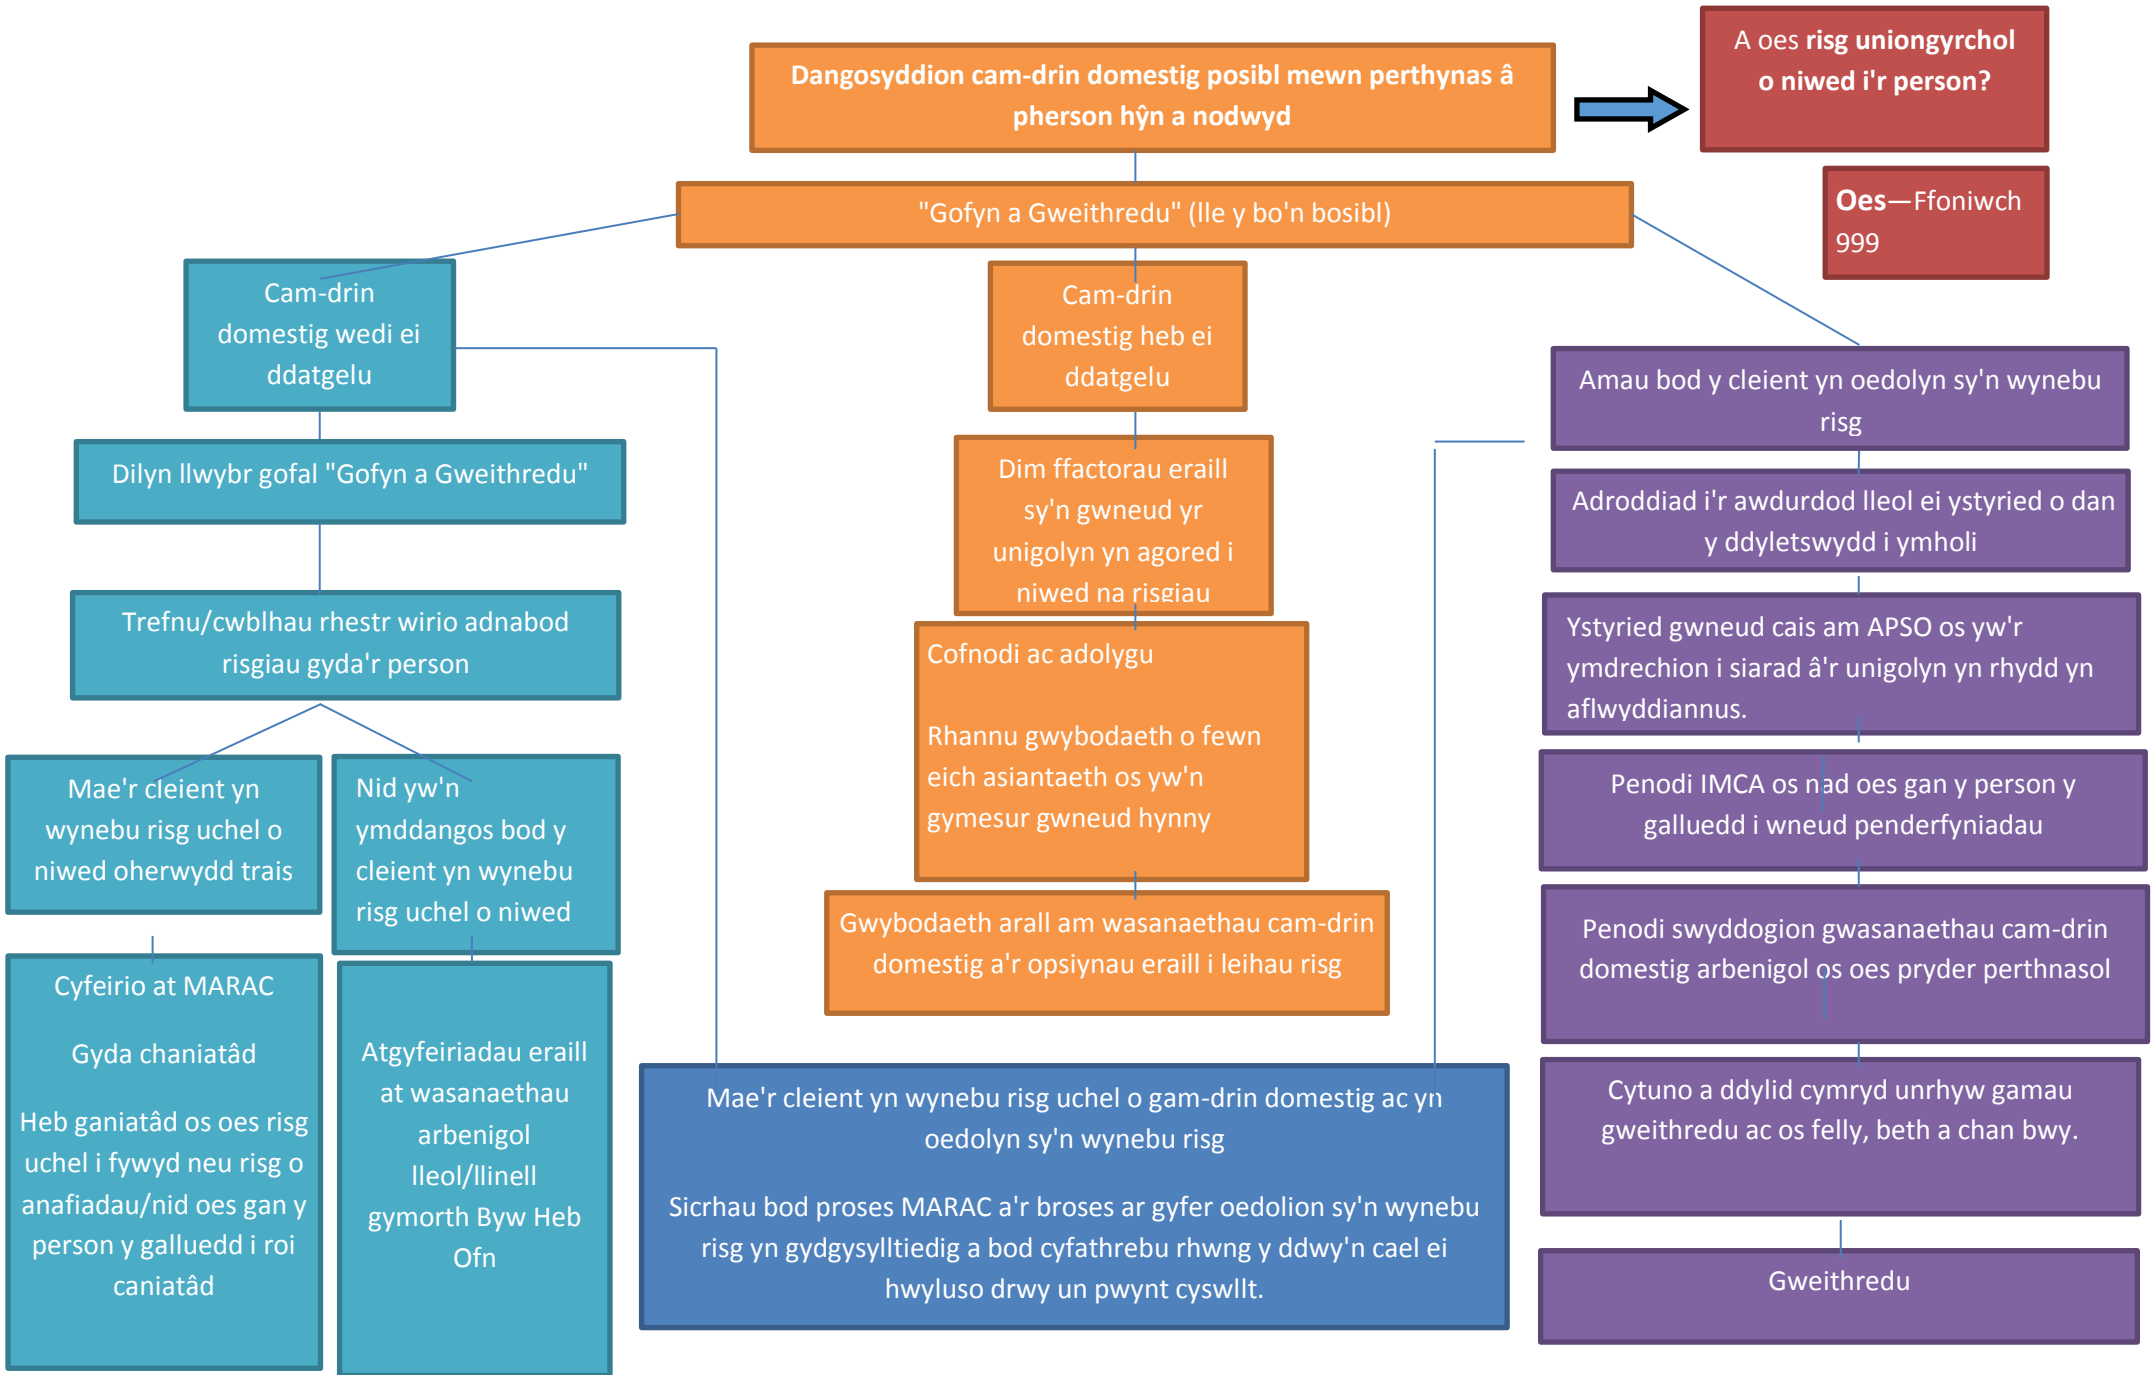 Dangosyddion cam-drin domestig posibl mewn perthynas â
pherson hŷn a nodwyd
A oes risg uniongyrchol
o niwed i'r person?
Oes—Ffoniwch
999
"Gofyn a Gweithredu" (lle y bo'n bosibl)
Cam-drin
domestig wedi ei
ddatgelu
Dilyn llwybr gofal "Gofyn a Gweithredu"
Trefnu/cwblhau rhestr wirio adnabod
risgiau gyda'r person
Mae'r cleient yn
wynebu risg uchel o
niwed oherwydd trais
Cyfeirio at MARAC
Gyda chaniatâd
Heb ganiatâd os oes risg
uchel i fywyd neu risg o
anafiadau/nid oes gan y
person y galluedd i roi
caniatâd
Nid yw'n
ymddangos bod y
cleient yn wynebu
risg uchel o niwed
Atgyfeiriadau eraill
at wasanaethau
arbenigol
lleol/llinell
gymorth Byw Heb
Ofn
Cam-drin
domestig heb ei
ddatgelu
Dim ffactorau eraill
sy'n gwneud yr
unigolyn yn agored i
niwed na risgiau
Cofnodi ac adolygu
Rhannu gwybodaeth o fewn
eich asiantaeth os yw'n
gymesur gwneud hynny
Gwybodaeth arall am wasanaethau cam-drin
domestig a'r opsiynau eraill i leihau risg
Mae'r cleient yn wynebu risg uchel o gam-drin domestig ac yn
oedolyn sy'n wynebu risg
Sicrhau bod proses MARAC a'r broses ar gyfer oedolion sy'n wynebu
risg yn gydgysylltiedig a bod cyfathrebu rhwng y ddwy'n cael ei
hwyluso drwy un pwynt cyswllt.
Amau bod y cleient yn oedolyn sy'n wynebu
risg
Adroddiad i'r awdurdod lleol ei ystyried o dan
y ddyletswydd i ymholi
Ystyried gwneud cais am APSO os yw'r
ymdrechion i siarad â'r unigolyn yn rhydd yn
aflwyddiannus.
Penodi IMCA os nad oes gan y person y
galluedd i wneud penderfyniadau
Penodi swyddogion gwasanaethau cam-drin
domestig arbenigol os oes pryder perthnasol
Cytuno a ddylid cymryd unrhyw gamau
gweithredu ac os felly, beth a chan bwy.
Gweithredu